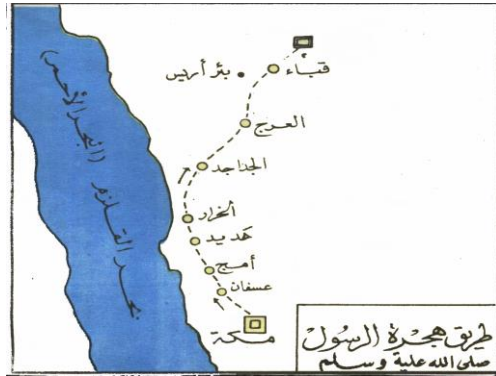 قباء
بئر أريس
العرج
الجداجد
الخرار
قديد
أمج
عسفان
مكة
بحر القلزم
(البحر الأحمر)
طريق هجرة الرسول
صلى الله علية وسلم